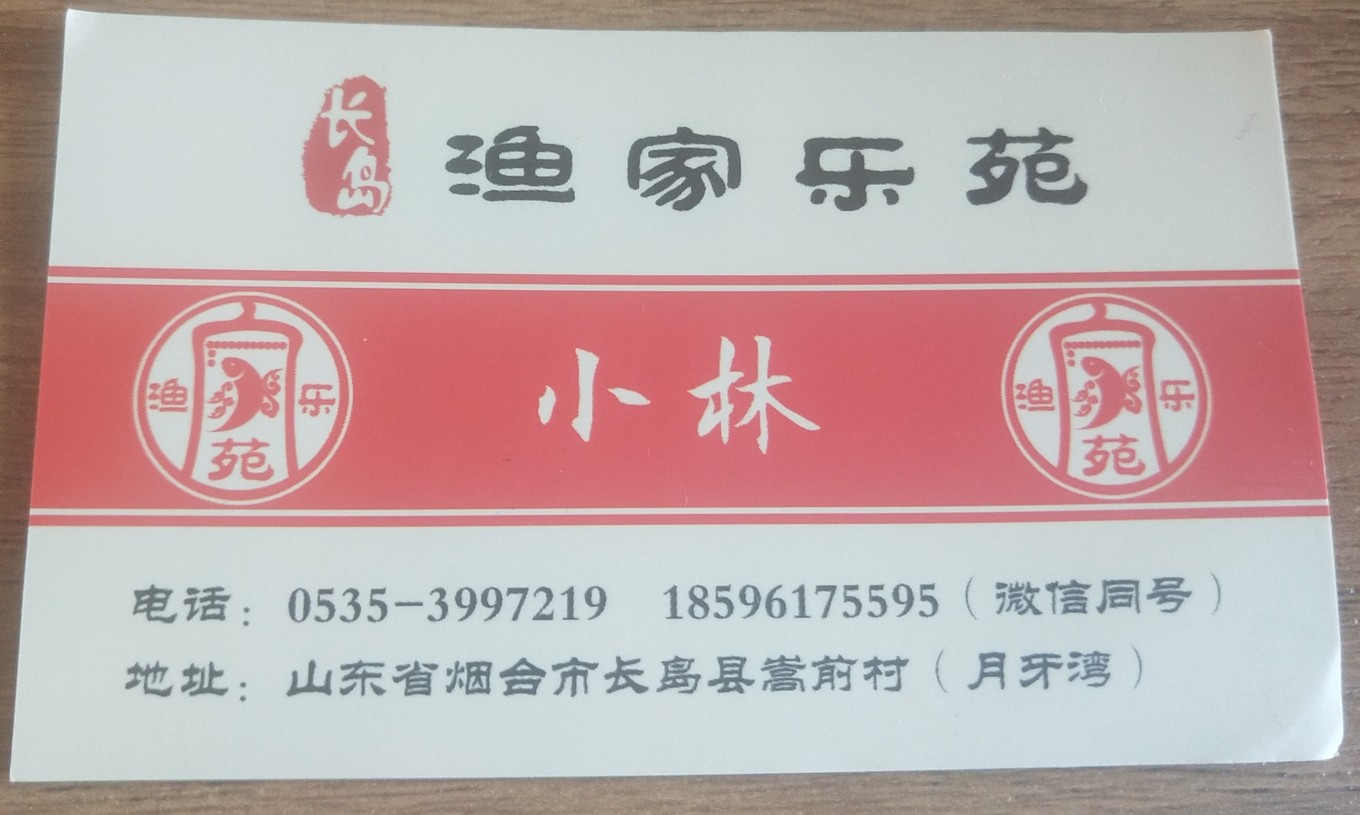 长岛
渔家乐苑
渔 乐
苑
小林
渔 乐
苑
电话：0535-3997219 18596175595（微信同号）
地址：山东省烟台市长岛县嵩前村（月牙湾）